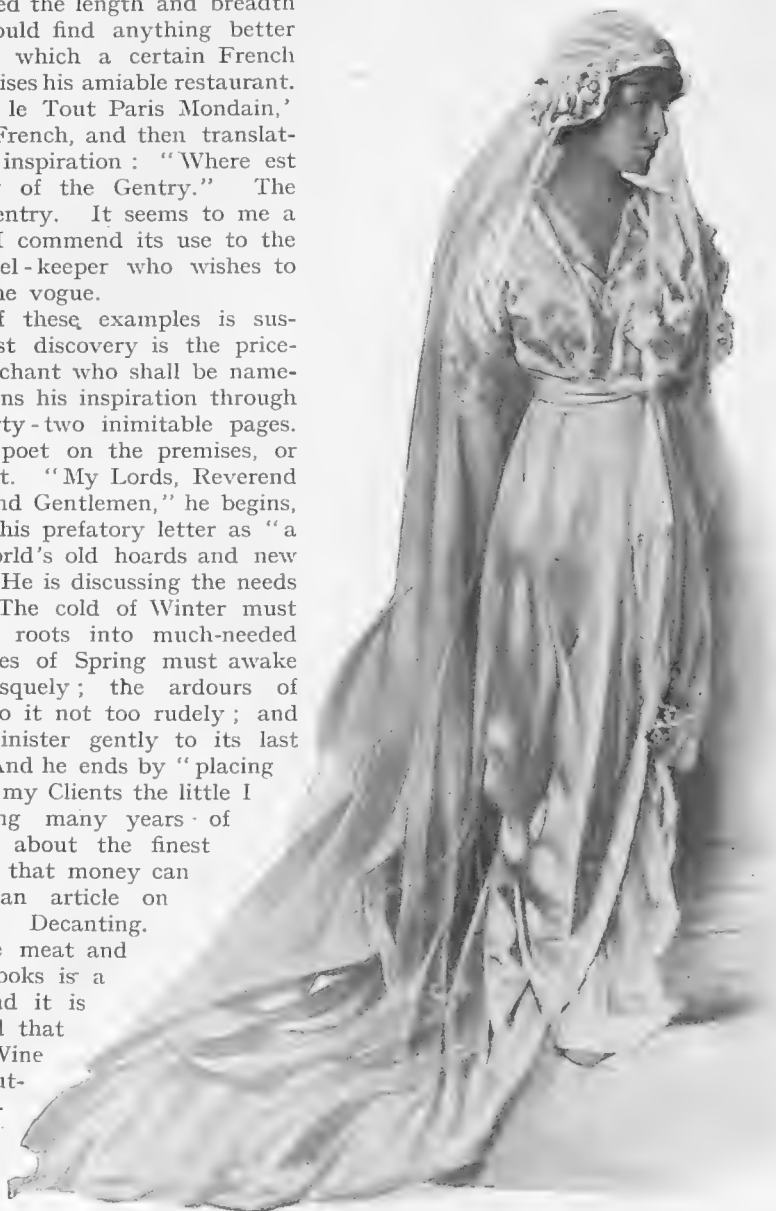 ed the length and breadth
ould find anything better
which a certain French
ises his amiable restaurant.
le Tout Paris Mondain,'
French, and then translat-
inspiration : "Where est
of the Gentry." The
entry. It seems to me a
I commend its use to the
el-keeper who wishes to
ne vogue.
f these examples is sus-
st discovery is the price-
chant who shall be name-
ns his inspiration through
ty-two inimitable pages.
poet on the premises, or
t. "My Lords, Reverend
nd Gentlemen," he begins,
his prefatory letter as "a
orld's old hoards and new
He is discussing the needs
The cold of Winter must
roots into much-needed
es of Spring must awake
squely ; the ardours of
o it not too rudely ; and
inister gently to its last
And he ends by "placing
my Clients the little I
ng many years of
about the finest
that money can
an article on
Decanting.
e meat and
ooks is a
nd it is
d that
Wine
ut-